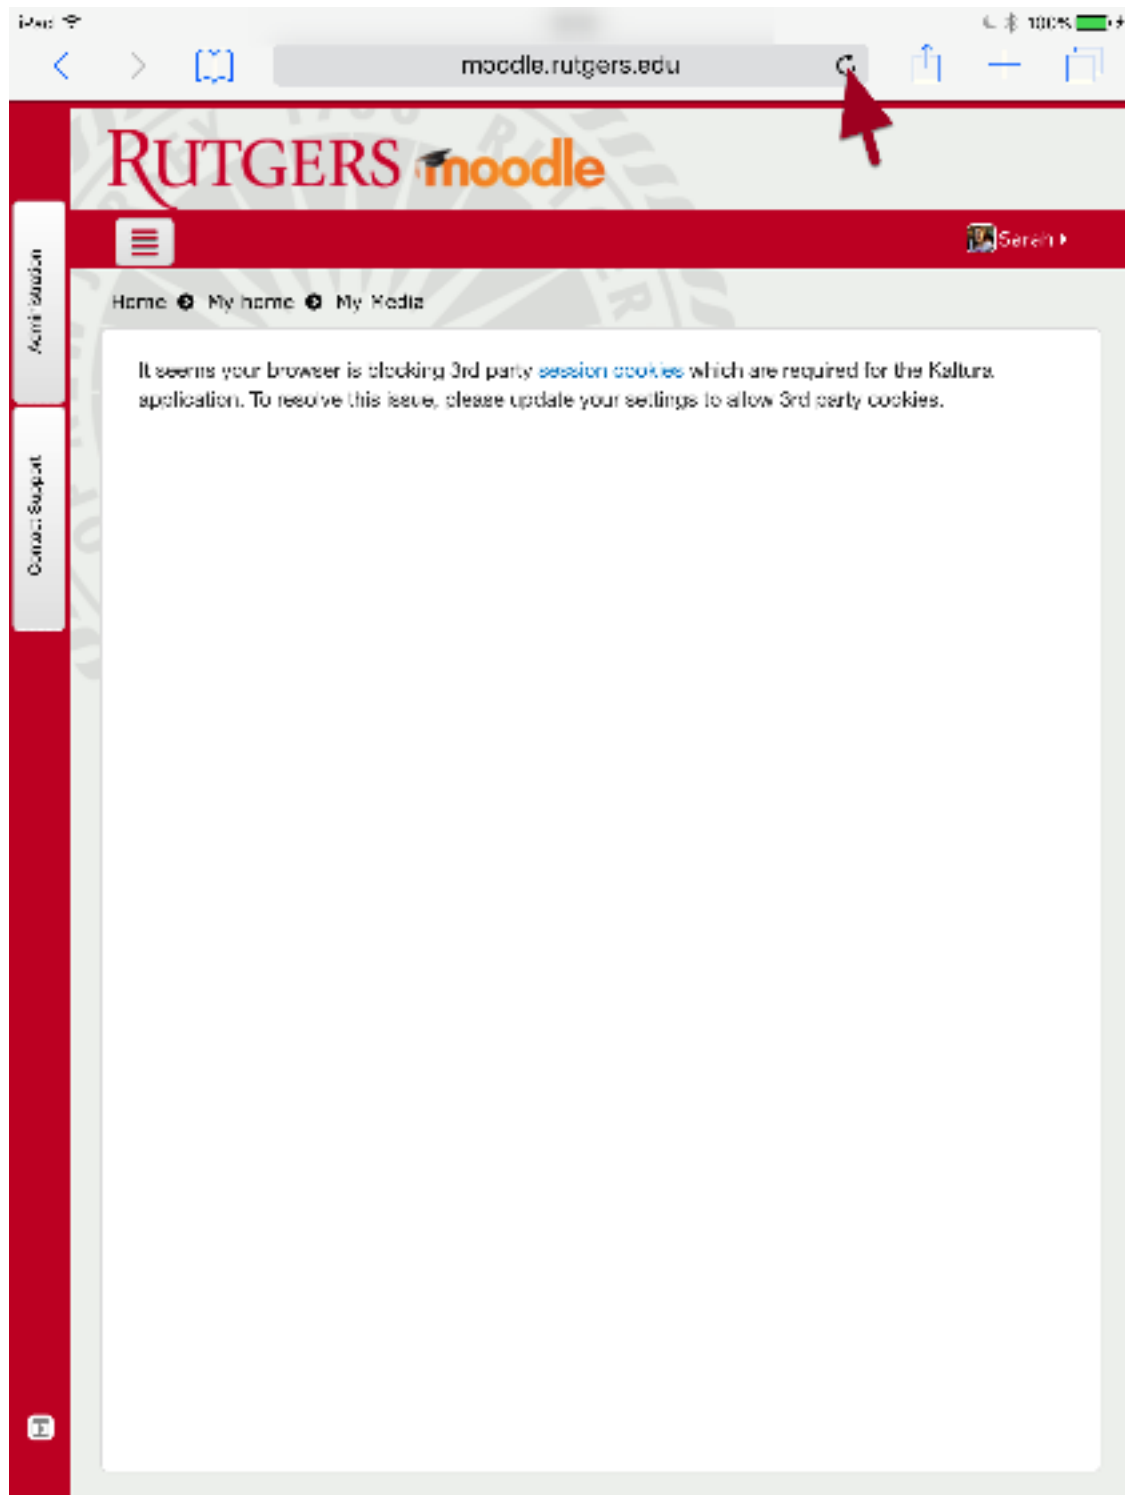 iPad
100%
moodle.rutgers.edu
RUTGERS moodle
Sarah
Home My home My Media
Administration
It seems your browser is blocking 3rd party session cookies which are required for the Kaltura
application. To resolve this issue, please update your settings to allow 3rd party cookies.
Contact Support